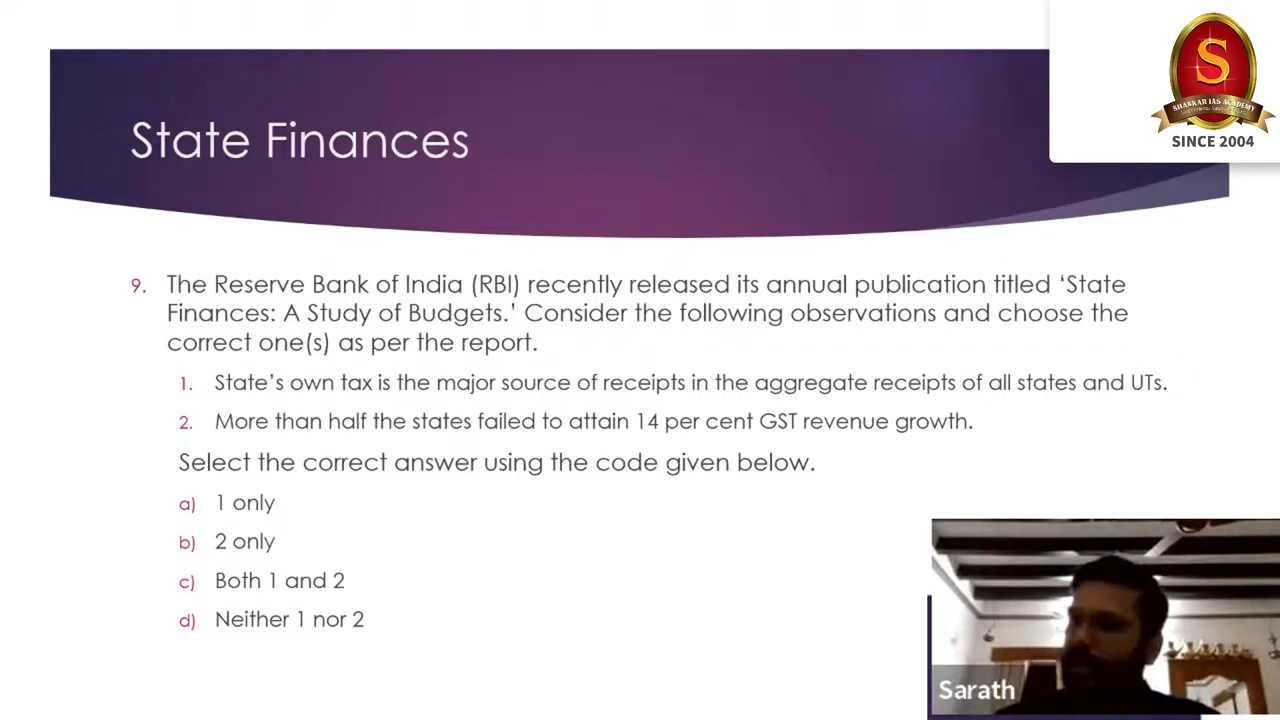 S
SHANKAR IAS ACADEMY
SINCE 2004
State Finances
9. The Reserve Bank of India (RBI) recently released its annual publication titled ‘State
Finances: A Study of Budgets.’ Consider the following observations and choose the
correct one(s) as per the report.
1. State’s own tax is the major source of receipts in the aggregate receipts of all states and UTs.
2. More than half the states failed to attain 14 per cent GST revenue growth.
Select the correct answer using the code given below.
a) 1 only
b) 2 only
c) Both 1 and 2
d) Neither 1 nor 2
Sarath